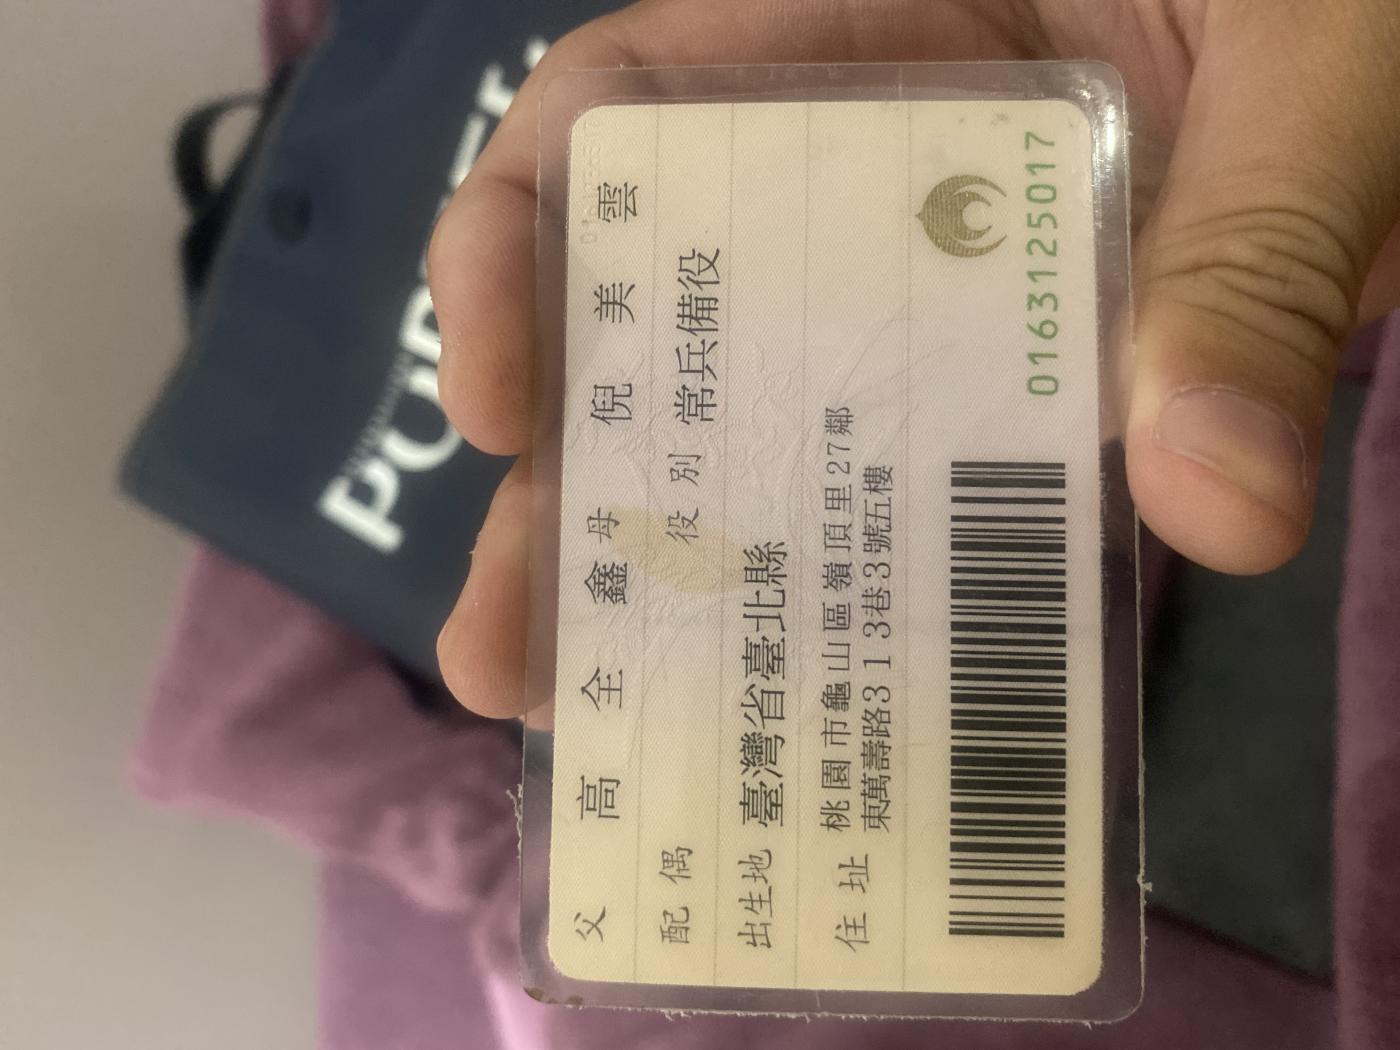 父 高 全 鑫 母 倪 美 雲
配偶 役別 常兵備役
出生地 臺灣省臺北縣
住址 桃園市龜山區嶺頂里27鄰
東萬壽路313巷3號五樓
0163125017